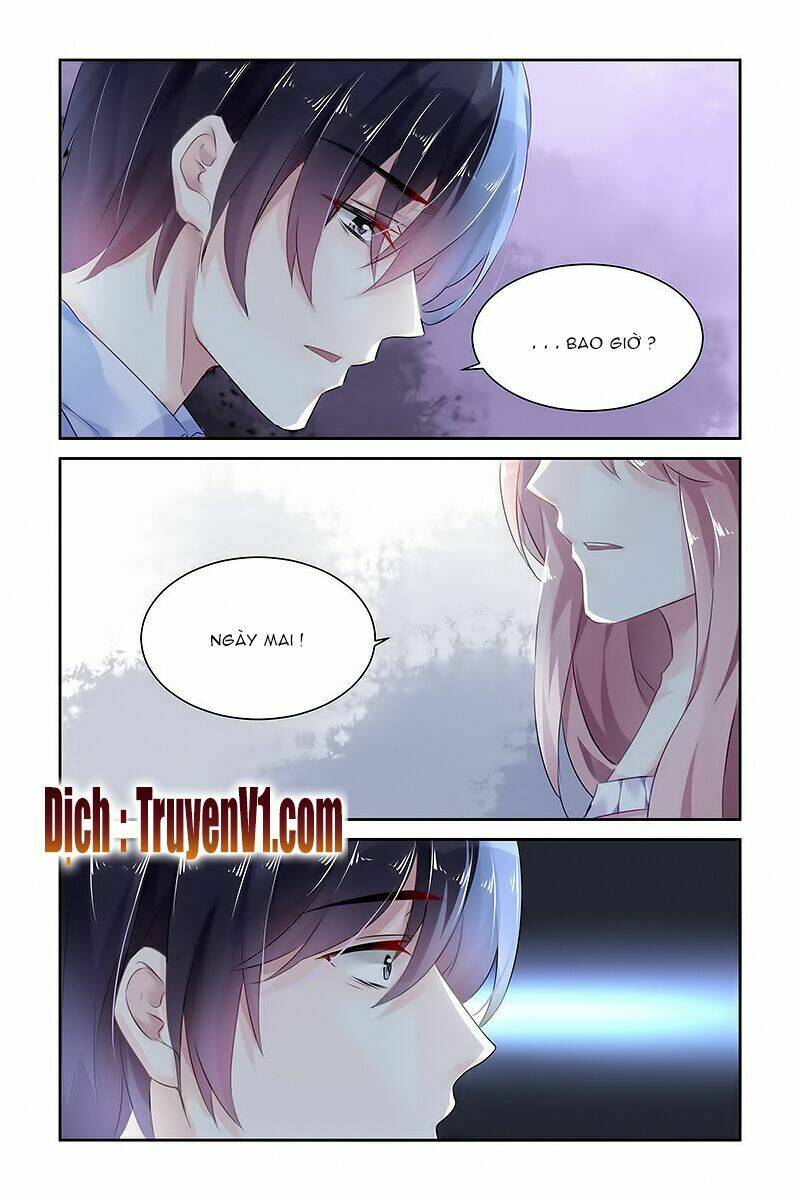 . . . BAO GIỜ ?
NGÀY MAI !
Dịch : TruyenV1.com